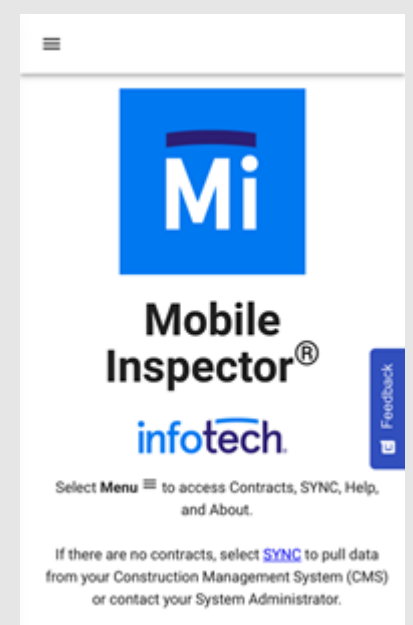 Mi
Mobile
Inspector®
infotech
Feedback
Select Menu ≡ to access Contracts, SYNC, Help,
and About.
If there are no contracts, select SYNC to pull data
from your Construction Management System (CMS)
or contact your System Administrator.